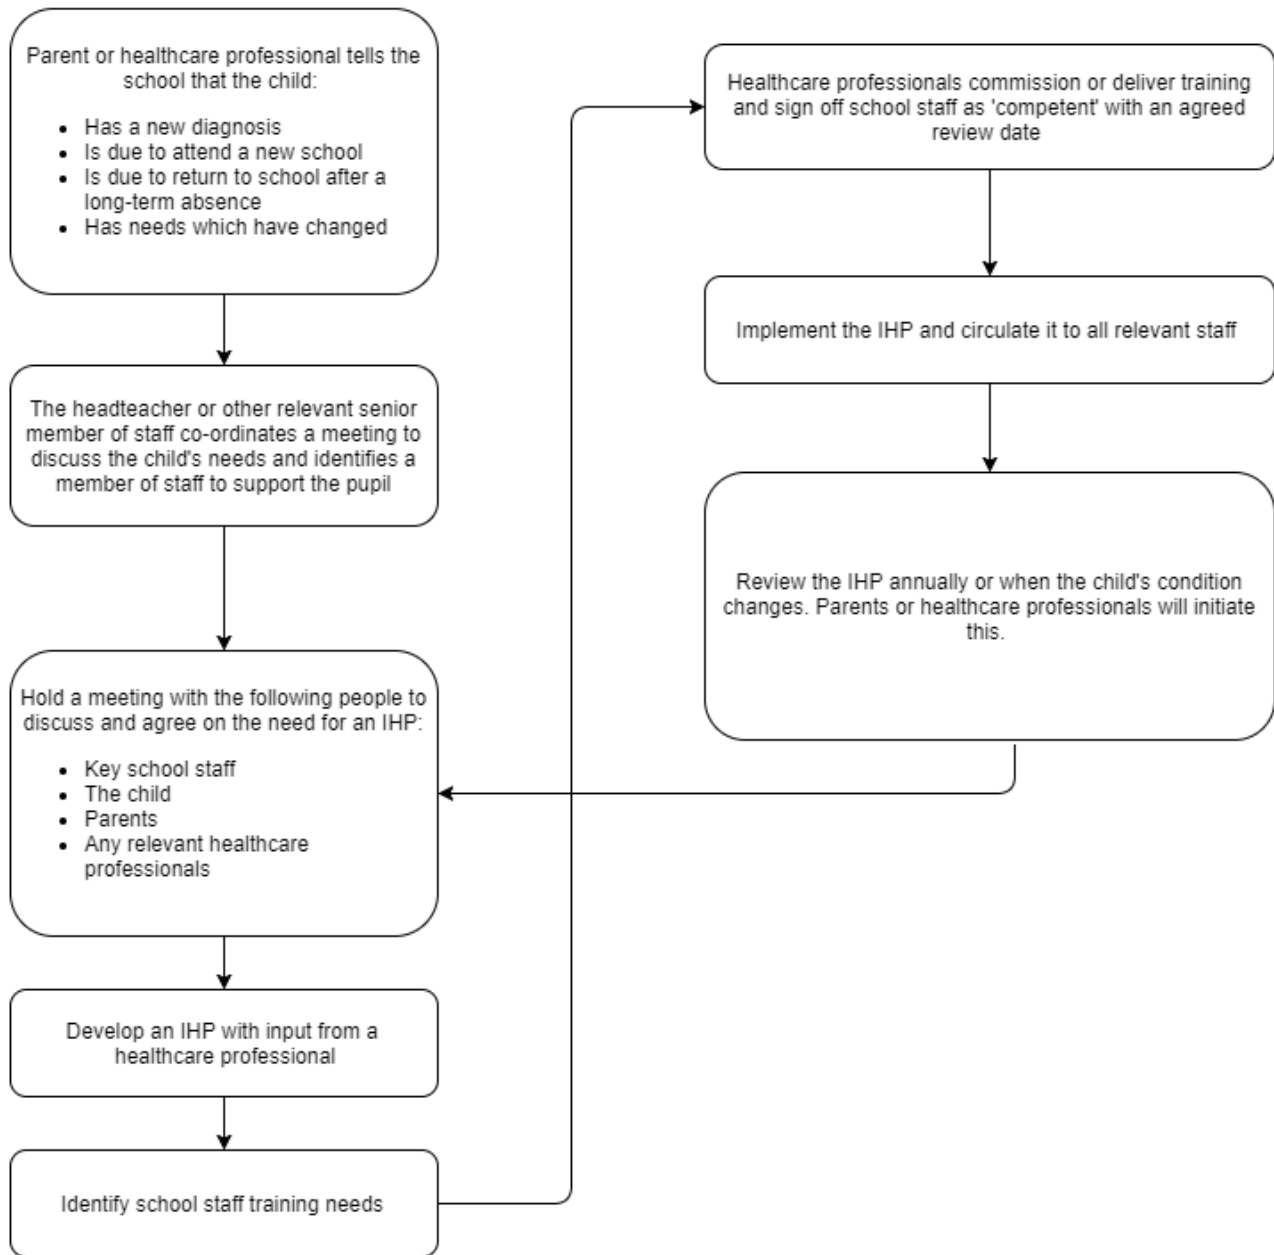 Parent or healthcare professional tells the
school that the child:
• Has a new diagnosis
• Is due to attend a new school
• Is due to return to school after a
long-term absence
• Has needs which have changed
The headteacher or other relevant senior
member of staff co-ordinates a meeting to
discuss the child's needs and identifies a
member of staff to support the pupil
Hold a meeting with the following people to
discuss and agree on the need for an IHP:
• Key school staff
• The child
• Parents
• Any relevant healthcare
professionals
Develop an IHP with input from a
healthcare professional
Identify school staff training needs
Healthcare professionals commission or deliver training
and sign off school staff as 'competent' with an agreed
review date
Implement the IHP and circulate it to all relevant staff
Review the IHP annually or when the child's condition
changes. Parents or healthcare professionals will initiate
this.